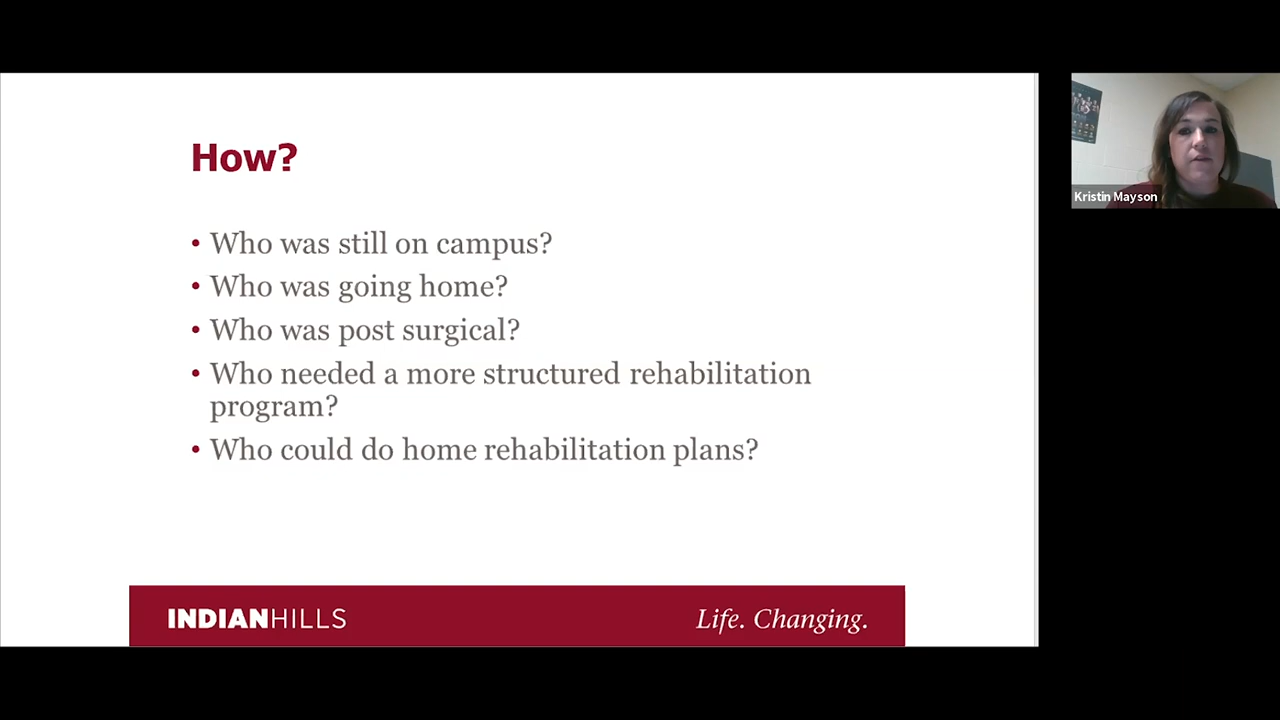 How?
• Who was still on campus?
• Who was going home?
• Who was post surgical?
• Who needed a more structured rehabilitation
program?
• Who could do home rehabilitation plans?
INDIANHILLS
Life. Changing.
Kristin Mayson